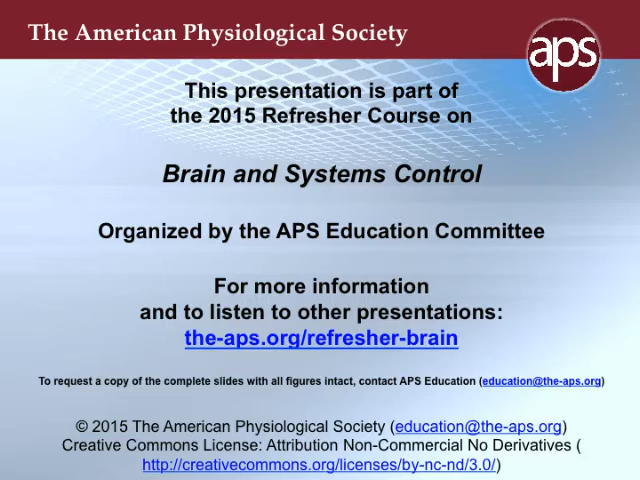 The American Physiological Society
aps
This presentation is part of
the 2015 Refresher Course on
Brain and Systems Control
Organized by the APS Education Committee
For more information
and to listen to other presentations:
the-aps.org/refresher-brain
To request a copy of the complete slides with all figures intact, contact APS Education (education@the-aps.org)
© 2015 The American Physiological Society (education@the-aps.org)
Creative Commons License: Attribution Non-Commercial No Derivatives (
http://creativecommons.org/licenses/by-nc-nd/3.0/)